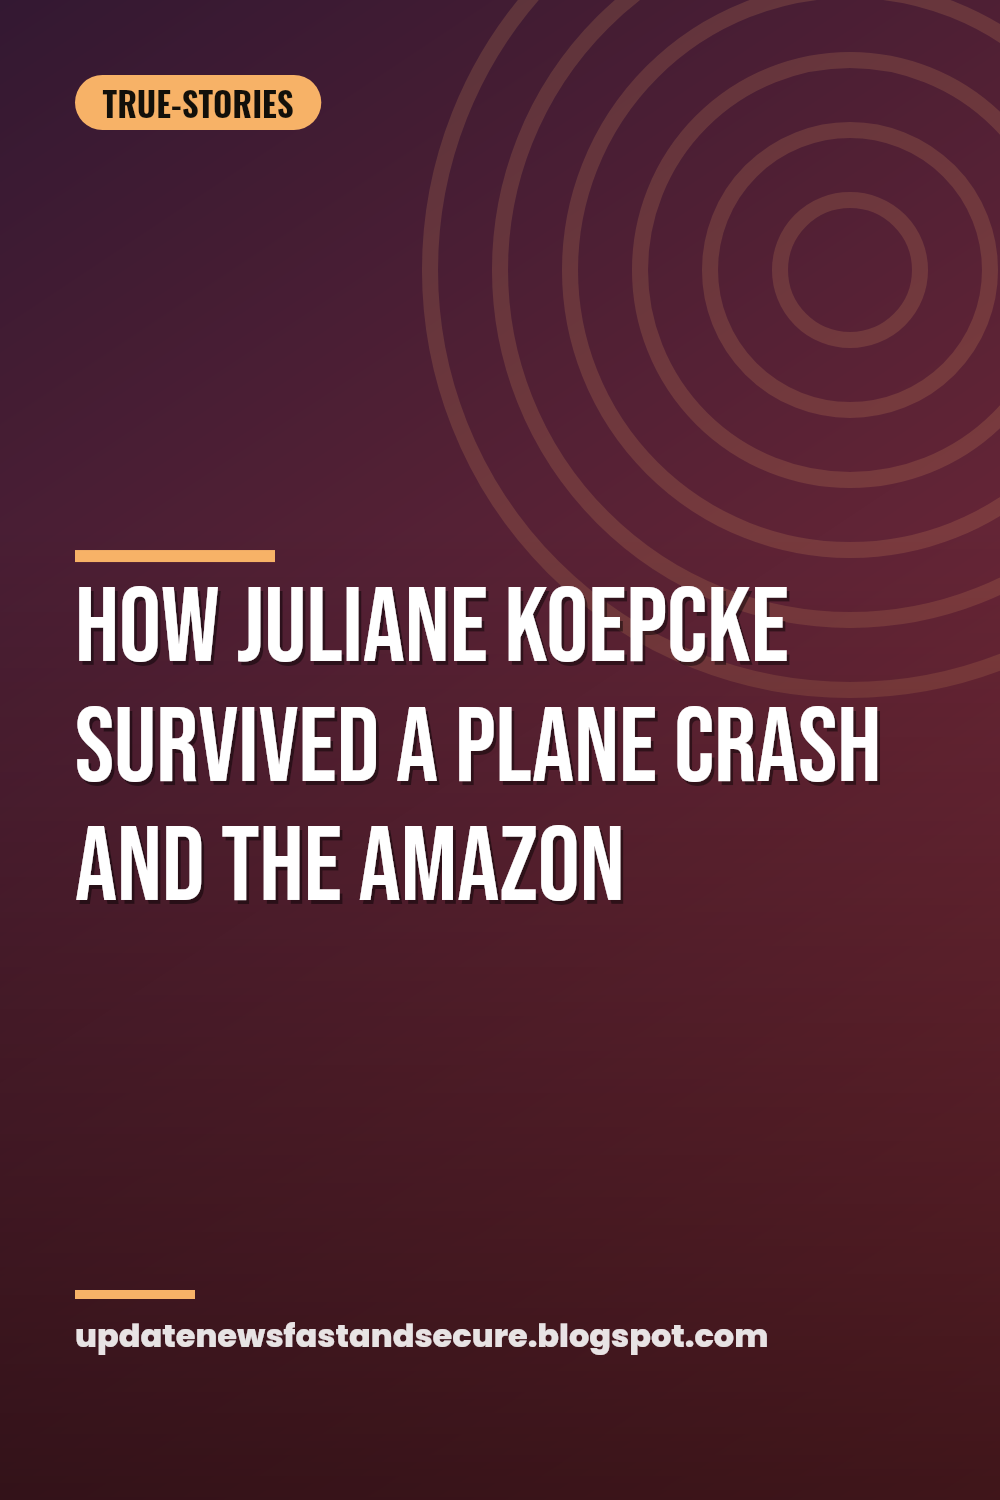 TRUE-STORIES
HOW JULIANE KOEPCKE
SURVIVED A PLANE CRASH
AND THE AMAZON
updatenewsfastandsecure.blogspot.com